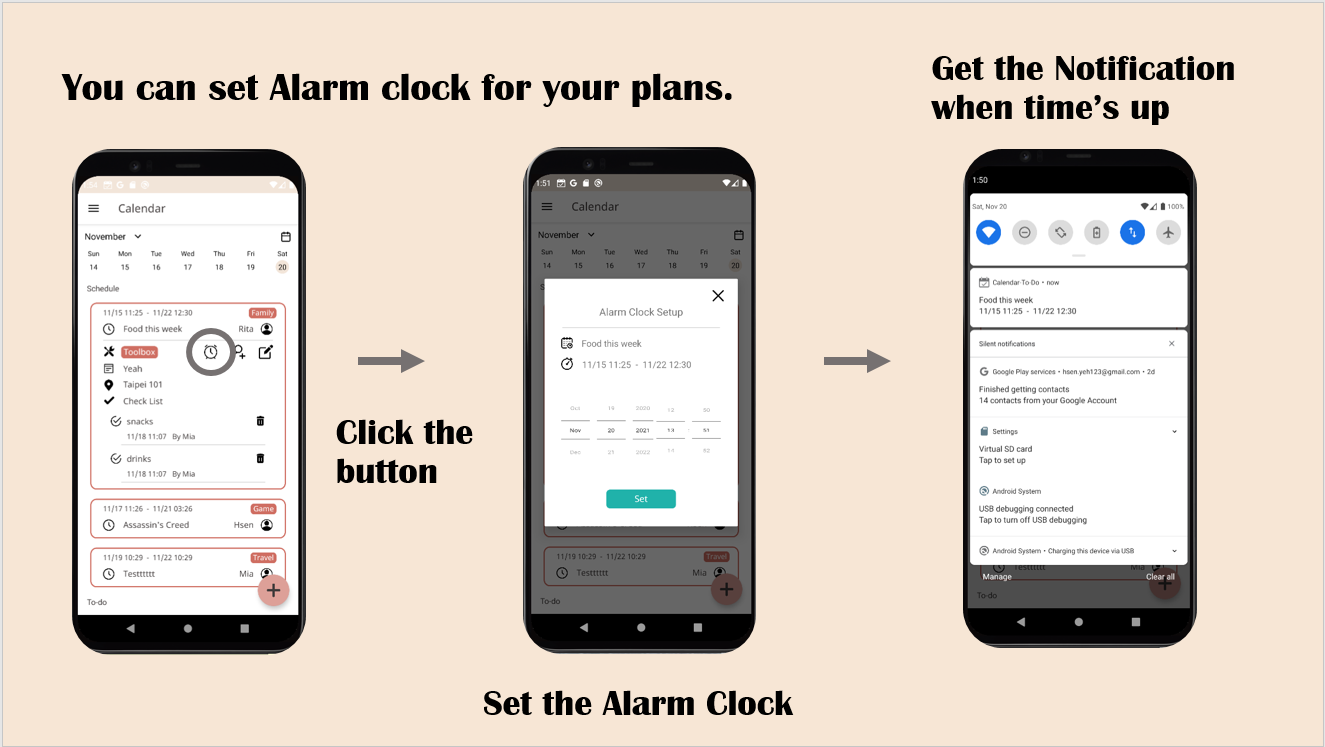 You can set Alarm clock for your plans.
Get the Notification
when time's up
Calendar
November
Sun Mon Tue Wed Thu Fri Sat
14 15 16 17 18 19 20
Schedule
11/15 11:25 - 11/22 12:30 Family
Food this week Rita
Toolbox
Yeah
Taipei 101
Check List
snacks
11/18 11:07 By Mia
drinks
11/18 11:07 By Mia
11/17 11:26 - 11/21 03:26 Game
Assassin's Creed Hsen
11/19 10:29 - 11/22 10:29 Travel
Testttttt Mia
To-do
Click the
button
1:51
Calendar
November
Sun Mon Tue Wed Thu Fri Sat
14 15 16 17 18 19 20
Alarm Clock Setup
Food this week
11/15 11:25 - 11/22 12:30
Oct 19 2020 12 50
Nov 20 2021 13 : 51
Dec 21 2022 14 52
Set
11/19 10:29 - 11/22 10:29 Travel
Testttttt Mia
To-do
Set the Alarm Clock
1:50
Sat, Nov 20 100%
Calendar To Do • now
Food this week
11/15 11:25 - 11/22 12:30
Silent notifications
Google Play services • hsen.yeh123@gmail.com • 2d
Finished getting contacts
14 contacts from your Google Account
Settings
Virtual SD card
Tap to set up
Android System
USB debugging connected
Tap to turn off USB debugging
Android System • Charging this device via USB
Testttttt Mia
Manage Clear all
To-do